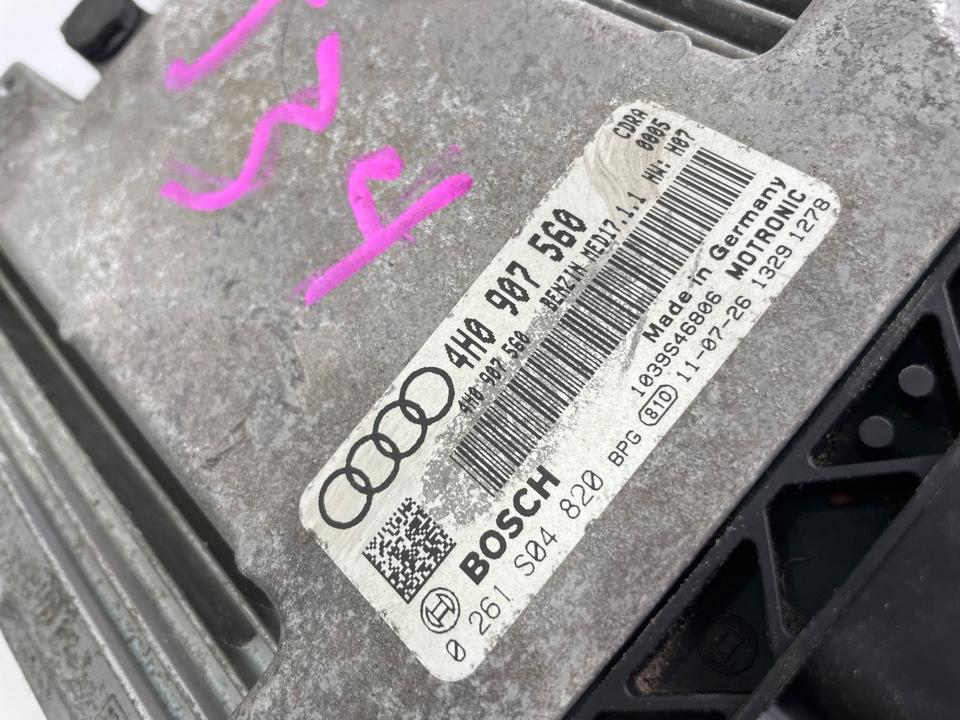 CDRA
0005
4H0 907 560
HW: H07
4H0 907 560 BENZIN MED17.1.1
Made in Germany
BOSCH
1039S46806 MOTRONIC
0 261 S04 820 BPG 81D 11-07-26 1329 1278